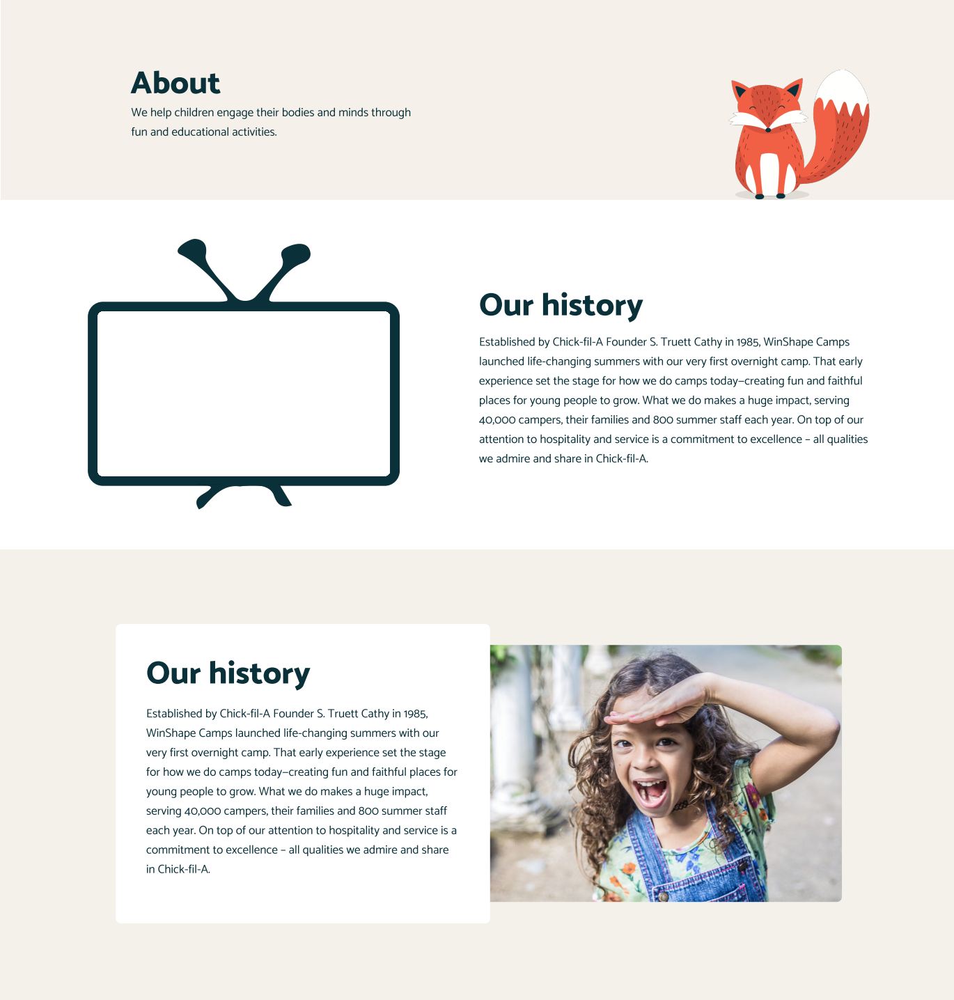 About
We help children engage their bodies and minds through
fun and educational activities.
Our history
Established by Chick-fil-A Founder S. Truett Cathy in 1985, WinShape Camps
launched life-changing summers with our very first overnight camp. That early
experience set the stage for how we do camps today—creating fun and faithful
places for young people to grow. What we do makes a huge impact, serving
40,000 campers, their families and 800 summer staff each year. On top of our
attention to hospitality and service is a commitment to excellence – all qualities
we admire and share in Chick-fil-A.
Our history
Established by Chick-fil-A Founder S. Truett Cathy in 1985,
WinShape Camps launched life-changing summers with our
very first overnight camp. That early experience set the stage
for how we do camps today—creating fun and faithful places for
young people to grow. What we do makes a huge impact,
serving 40,000 campers, their families and 800 summer staff
each year. On top of our attention to hospitality and service is a
commitment to excellence – all qualities we admire and share
in Chick-fil-A.